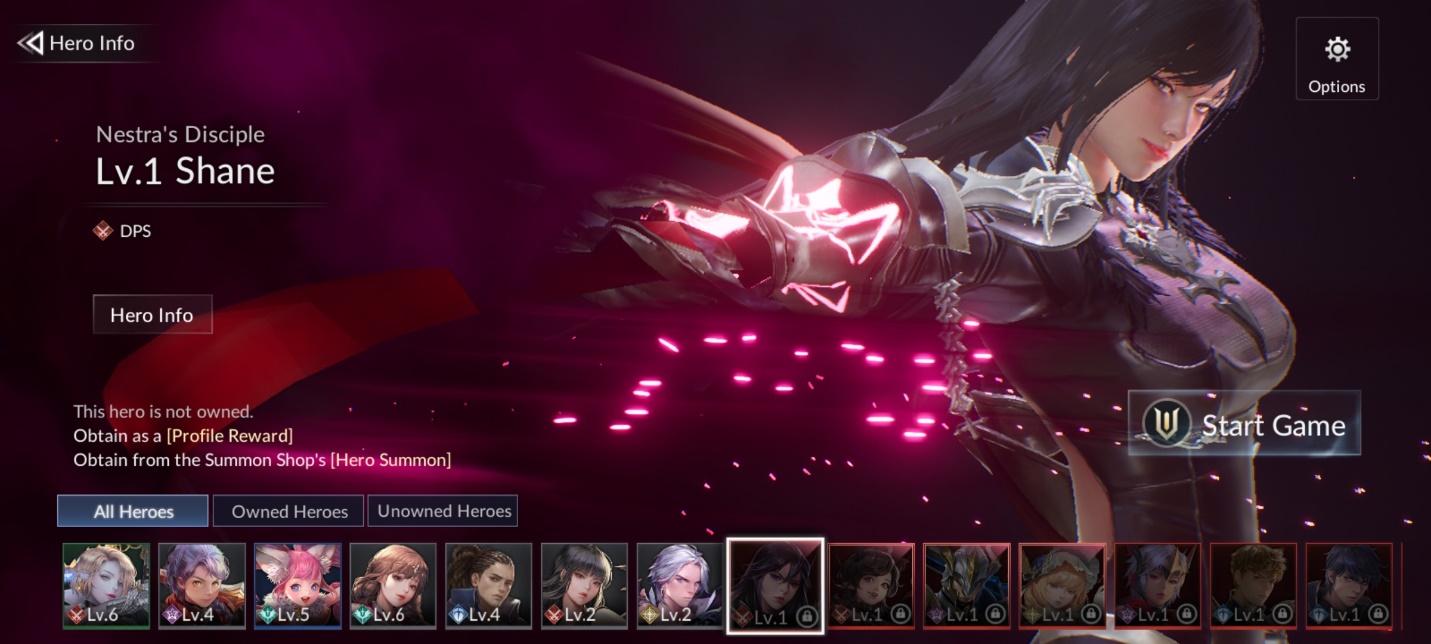 Hero Info
Options
Nestra's Disciple
Lv.1 Shane
DPS
Hero Info
This hero is not owned.
Obtain as a [Profile Reward]
Obtain from the Summon Shop's [Hero Summon]
Start Game
All Heroes
Owned Heroes
Unowned Heroes
Lv.6
Lv.4
Lv.5
Lv.6
Lv.4
Lv.2
Lv.2
Lv.1
Lv.1
Lv.1
Lv.1
Lv.1
Lv.1
Lv.1